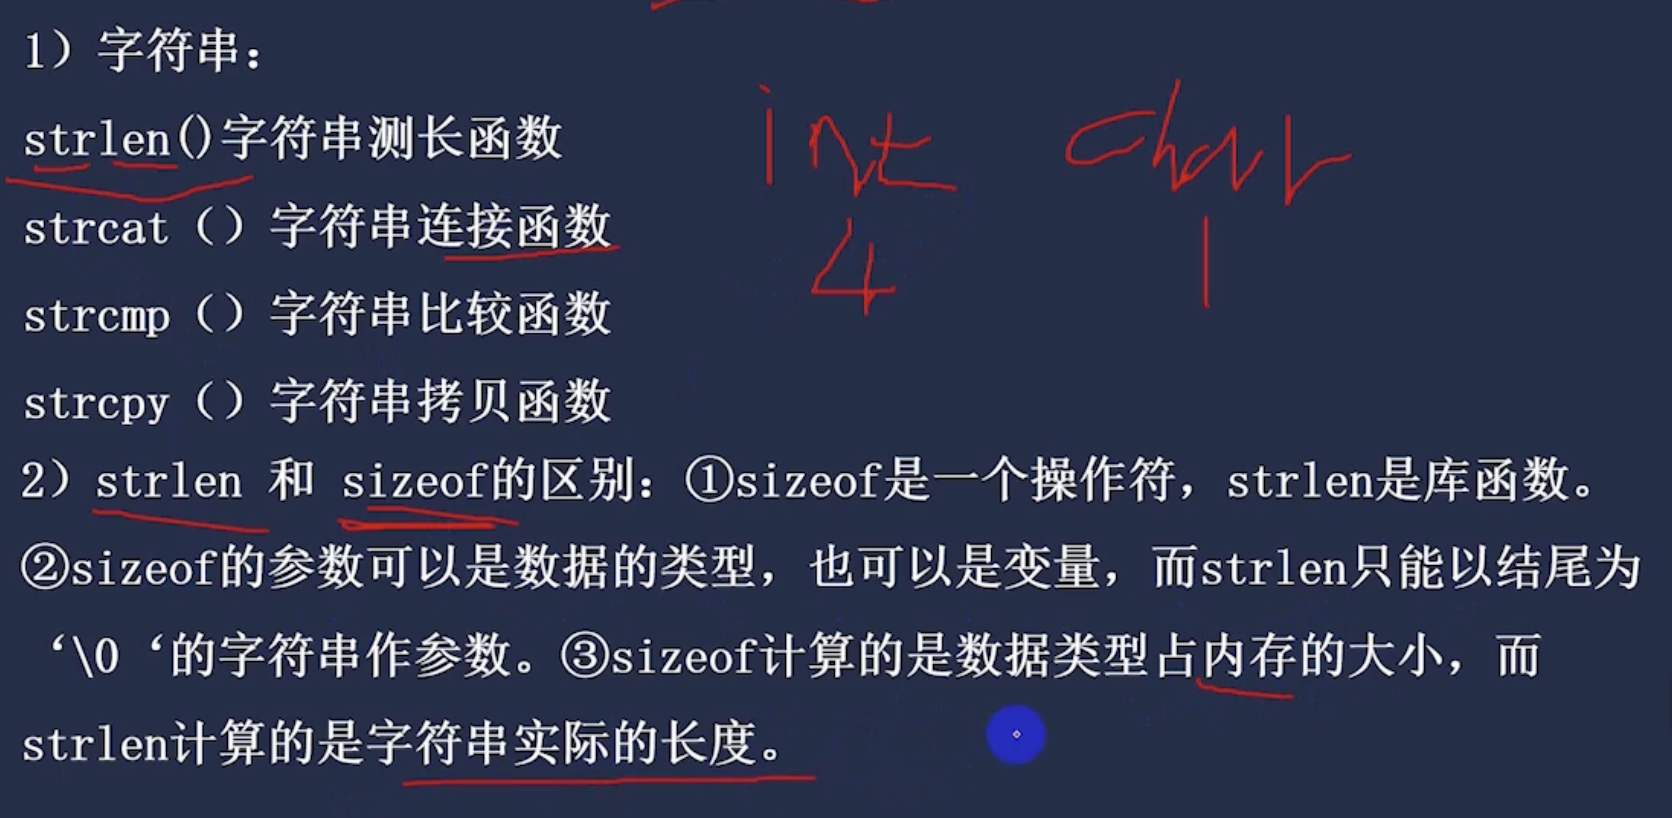 1）字符串：
strlen()字符串测长函数
int char
strcat（）字符串连接函数
4 1
strcmp（）字符串比较函数
strcpy（）字符串拷贝函数
2）strlen 和 sizeof的区别：①sizeof是一个操作符，strlen是库函数。
②sizeof的参数可以是数据的类型，也可以是变量，而strlen只能以结尾为
‘\0‘的字符串作参数。③sizeof计算的是数据类型占内存的大小，而
strlen计算的是字符串实际的长度。